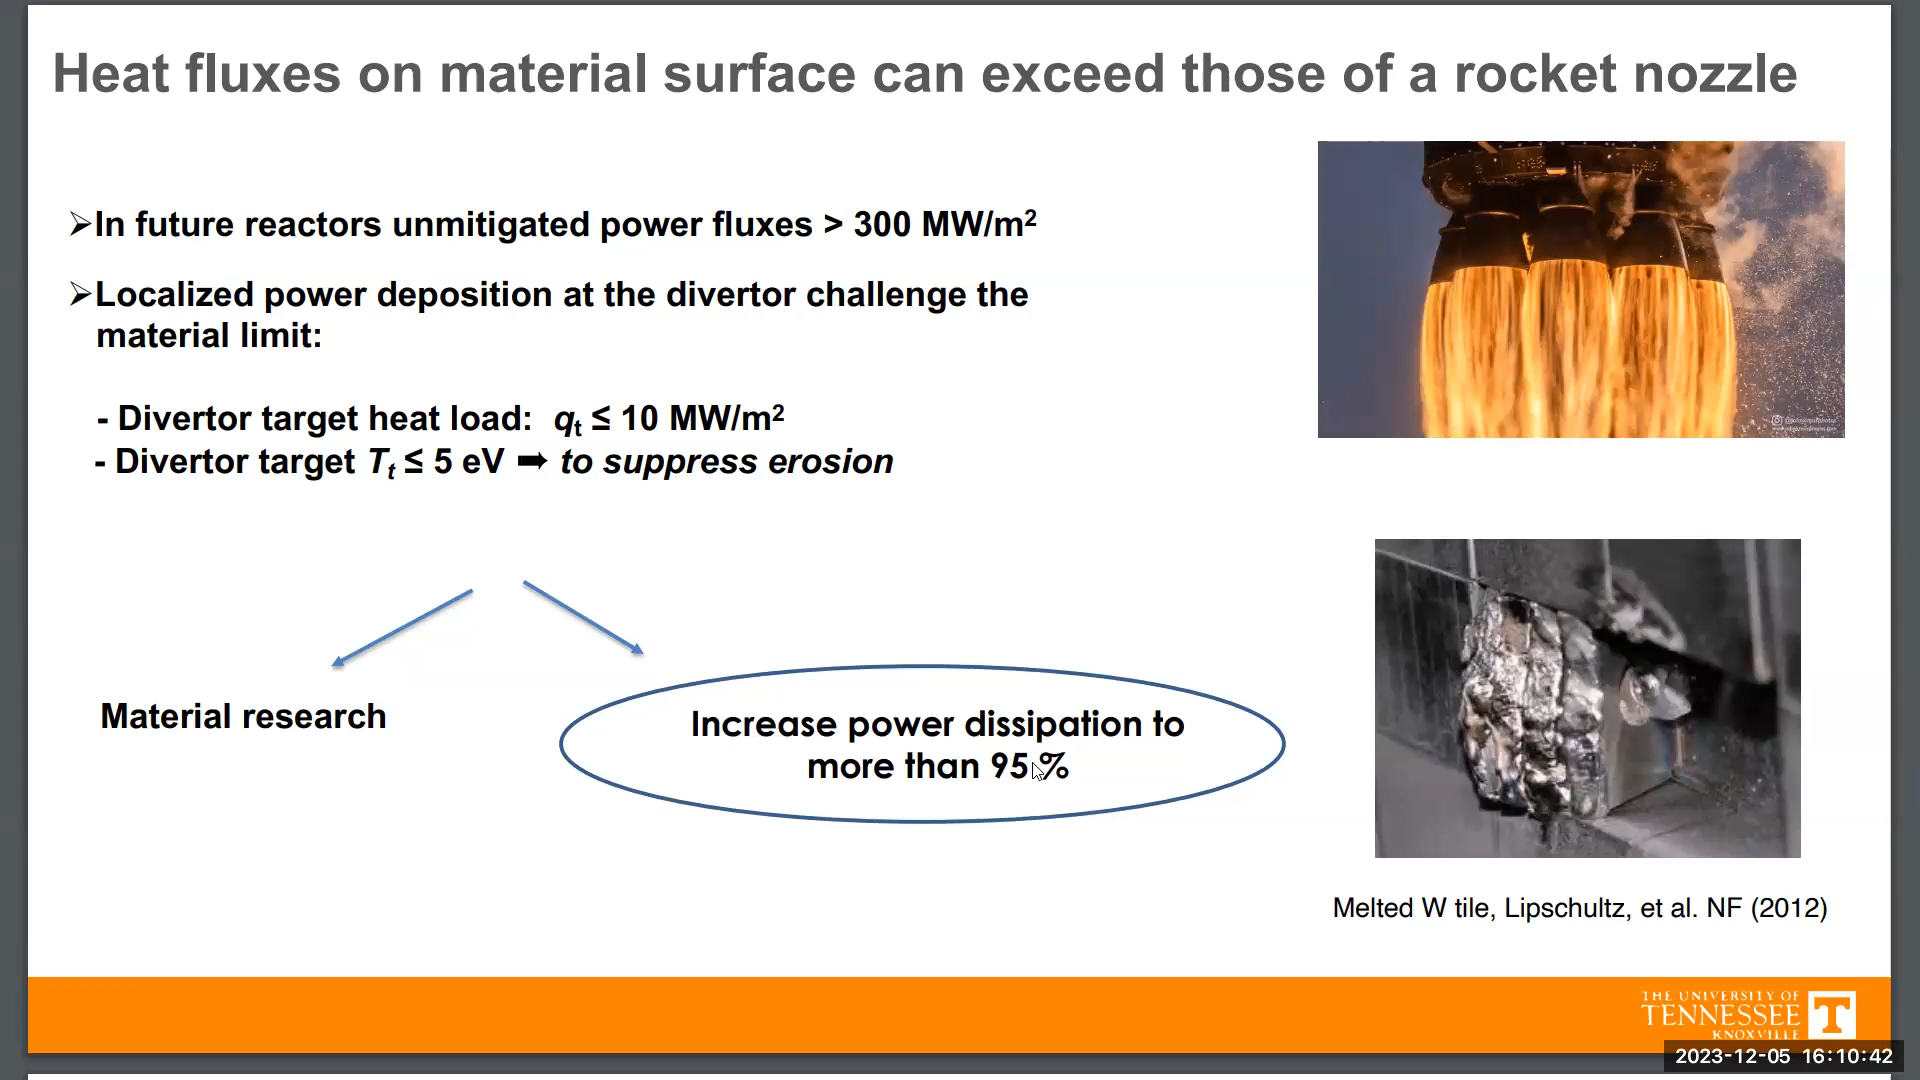 Heat fluxes on material surface can exceed those of a rocket nozzle
➢In future reactors unmitigated power fluxes > 300 MW/m²
➢Localized power deposition at the divertor challenge the
material limit:
- Divertor target heat load: qt ≤ 10 MW/m²
- Divertor target Tt ≤ 5 eV ➡ to suppress erosion
Material research
Increase power dissipation to
more than 95 %
Melted W tile, Lipschultz, et al. NF (2012)
THE UNIVERSITY OF
TENNESSEE
KNOXVILLE
T
2023-12-05 16:10:42